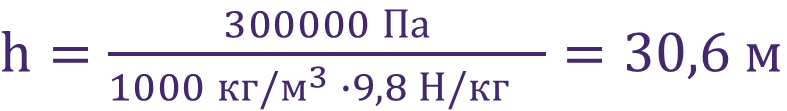 h = 300000 Па / 1000 кг/м³ ·9,8 Н/кг = 30,6 м